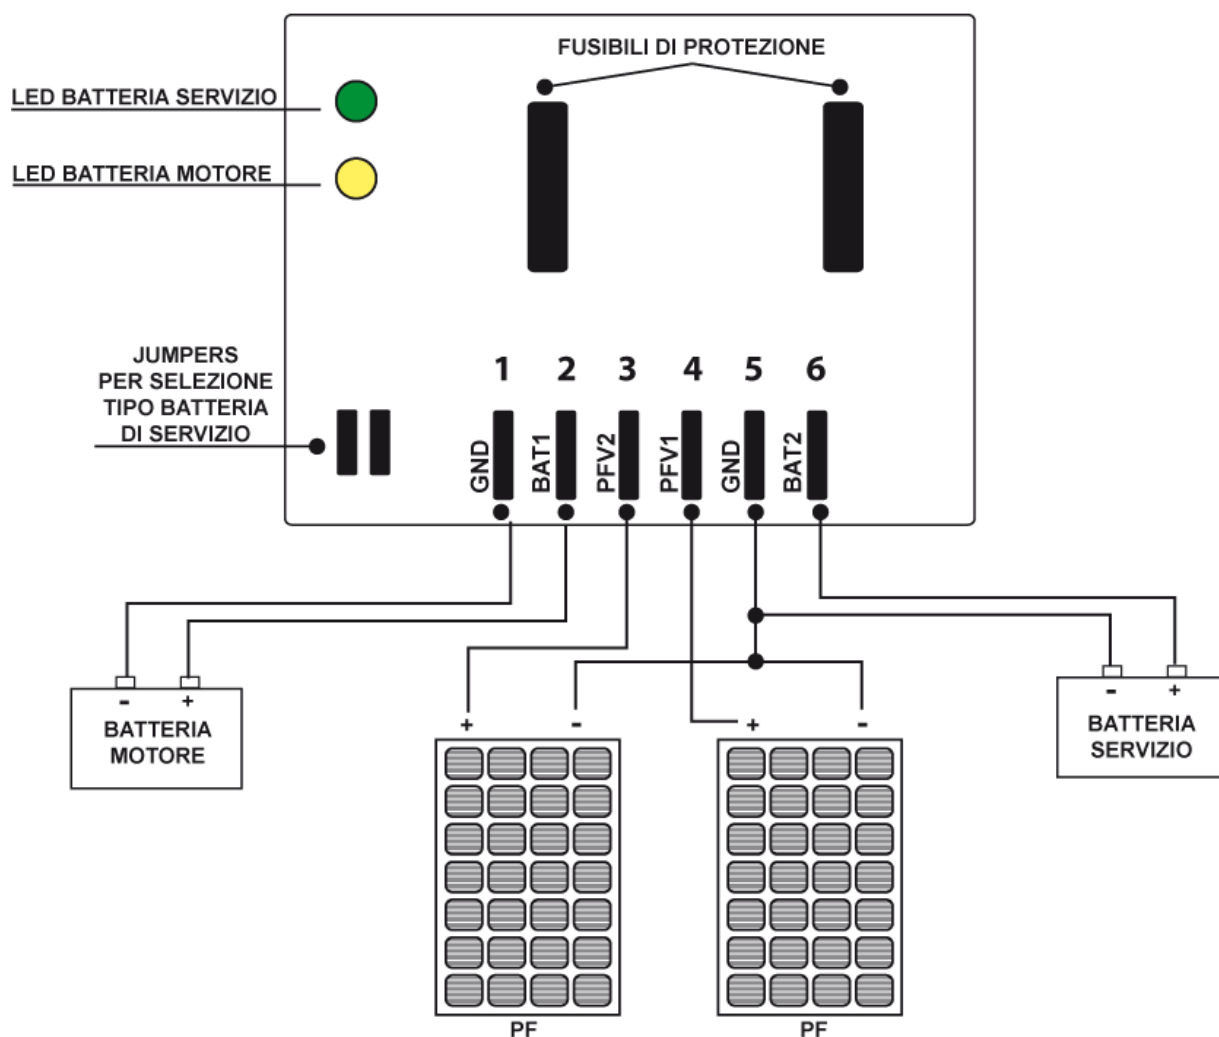 FUSIBILI DI PROTEZIONE
LED BATTERIA SERVIZIO
LED BATTERIA MOTORE
JUMPERS
PER SELEZIONE
TIPO BATTERIA
DI SERVIZIO
1 2 3 4 5 6
GND BAT1 PFV2 PFV1 GND BAT2
- +
BATTERIA
MOTORE
+ -
+ -
- +
BATTERIA
SERVIZIO
PF
PF